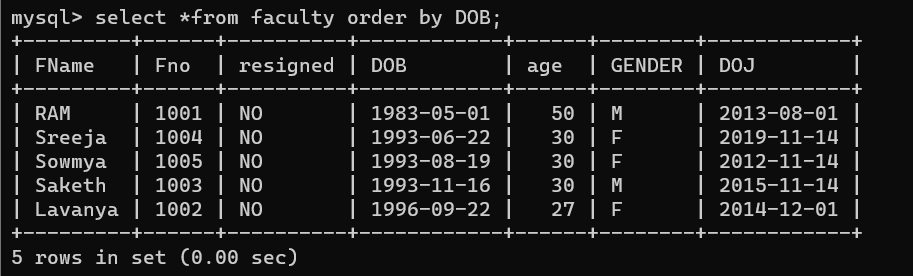 mysql> select *from faculty order by DOB;
+---------+------+----------+------------+------+--------+------------+
| FName   | Fno  | resigned | DOB        | age  | GENDER | DOJ        |
+---------+------+----------+------------+------+--------+------------+
| RAM     | 1001 | NO       | 1983-05-01 |   50 | M      | 2013-08-01 |
| Sreeja  | 1004 | NO       | 1993-06-22 |   30 | F      | 2019-11-14 |
| Sowmya  | 1005 | NO       | 1993-08-19 |   30 | F      | 2012-11-14 |
| Saketh  | 1003 | NO       | 1993-11-16 |   30 | M      | 2015-11-14 |
| Lavanya | 1002 | NO       | 1996-09-22 |   27 | F      | 2014-12-01 |
+---------+------+----------+------------+------+--------+------------+
5 rows in set (0.00 sec)